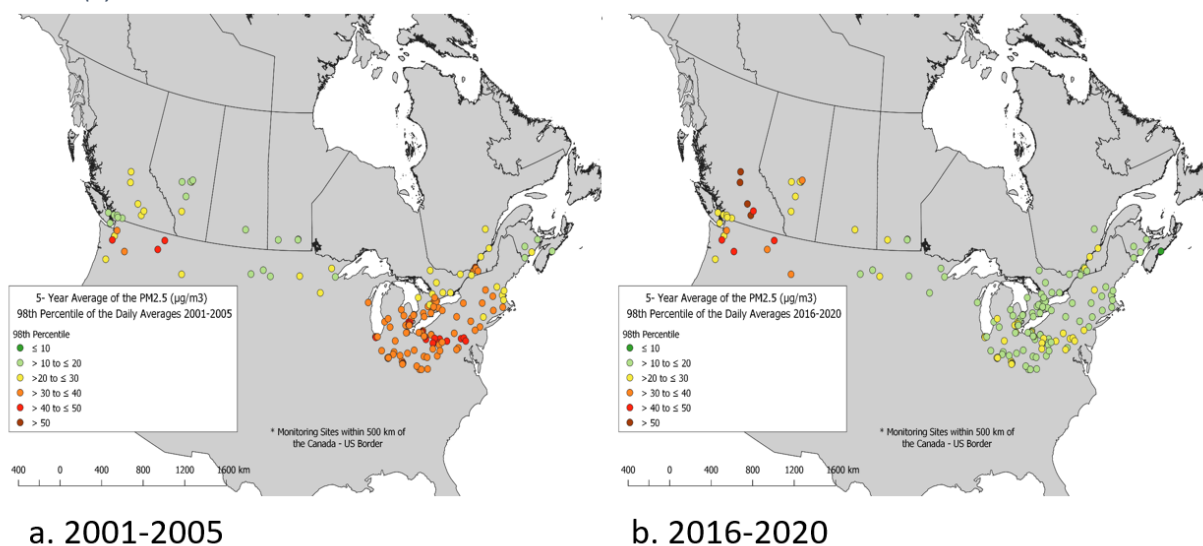 5- Year Average of the PM2.5 (µg/m3)
98th Percentile of the Daily Averages 2001-2005
98th Percentile
≤ 10
> 10 to ≤ 20
>20 to ≤ 30
> 30 to ≤ 40
> 40 to ≤ 50
> 50
* Monitoring Sites within 500 km of
the Canada - US Border
400 0 400 800 1200 1600 km
a. 2001-2005
5- Year Average of the PM2.5 (µg/m3)
98th Percentile of the Daily Averages 2016-2020
98th Percentile
≤ 10
> 10 to ≤ 20
>20 to ≤ 30
> 30 to ≤ 40
> 40 to ≤ 50
> 50
* Monitoring Sites within 500 km of
the Canada - US Border
400 0 400 800 1200 1600 km
b. 2016-2020